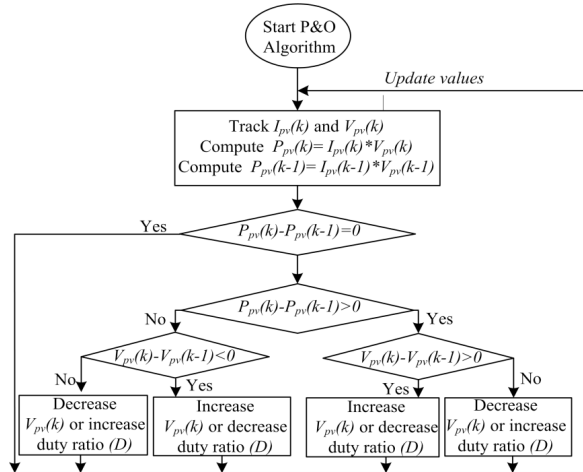 Start P&O
Algorithm
Update values
Track Ipv(k) and Vpv(k)
Compute Ppv(k)= Ipv(k)*Vpv(k)
Compute Ppv(k-1)= Ipv(k-1)*Vpv(k-1)
Yes
Ppv(k)-Ppv(k-1)=0
Ppv(k)-Ppv(k-1)>0
No
Yes
Vpv(k)-Vpv(k-1)<0
Vpv(k)-Vpv(k-1)>0
No
Yes
Yes
No
Decrease
Vpv(k) or increase
duty ratio (D)
Increase
Vpv(k) or decrease
duty ratio (D)
Increase
Vpv(k) or decrease
duty ratio (D)
Decrease
Vpv(k) or increase
duty ratio (D)